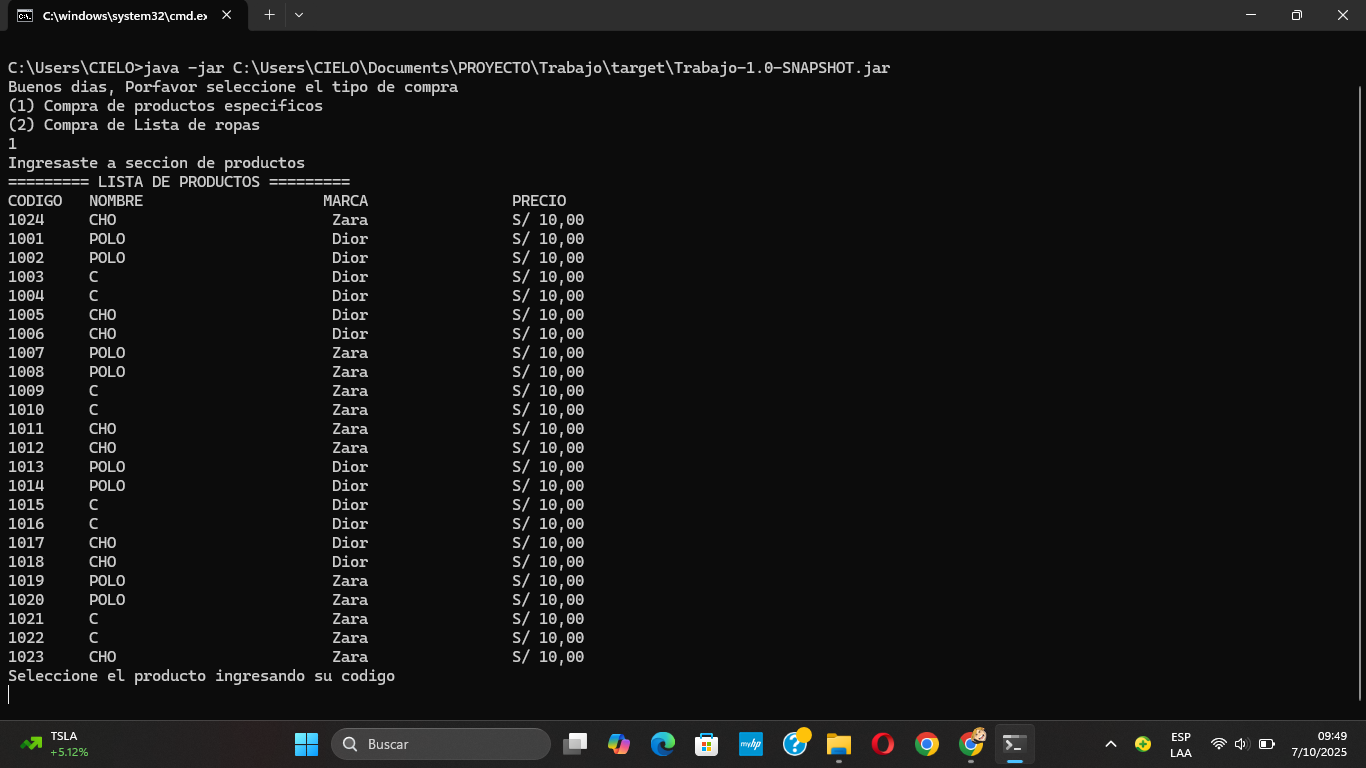 C:\windows\system32\cmd.ex
C:\Users\CIELO>java -jar C:\Users\CIELO\Documents\PROYECTO\Trabajo\target\Trabajo-1.0-SNAPSHOT.jar
Buenos dias, Porfavor seleccione el tipo de compra
(1) Compra de productos especificos
(2) Compra de Lista de ropas
1
Ingresaste a seccion de productos
========= LISTA DE PRODUCTOS =========
CODIGO NOMBRE MARCA PRECIO
1024 CHO Zara S/ 10,00
1001 POLO Dior S/ 10,00
1002 POLO Dior S/ 10,00
1003 C Dior S/ 10,00
1004 C Dior S/ 10,00
1005 CHO Dior S/ 10,00
1006 CHO Dior S/ 10,00
1007 POLO Zara S/ 10,00
1008 POLO Zara S/ 10,00
1009 C Zara S/ 10,00
1010 C Zara S/ 10,00
1011 CHO Zara S/ 10,00
1012 CHO Zara S/ 10,00
1013 POLO Dior S/ 10,00
1014 POLO Dior S/ 10,00
1015 C Dior S/ 10,00
1016 C Dior S/ 10,00
1017 CHO Dior S/ 10,00
1018 CHO Dior S/ 10,00
1019 POLO Zara S/ 10,00
1020 POLO Zara S/ 10,00
1021 C Zara S/ 10,00
1022 C Zara S/ 10,00
1023 CHO Zara S/ 10,00
Seleccione el producto ingresando su codigo
TSLA
+5.12%
Buscar
myhp
ESP
LAA
09:49
7/10/2025